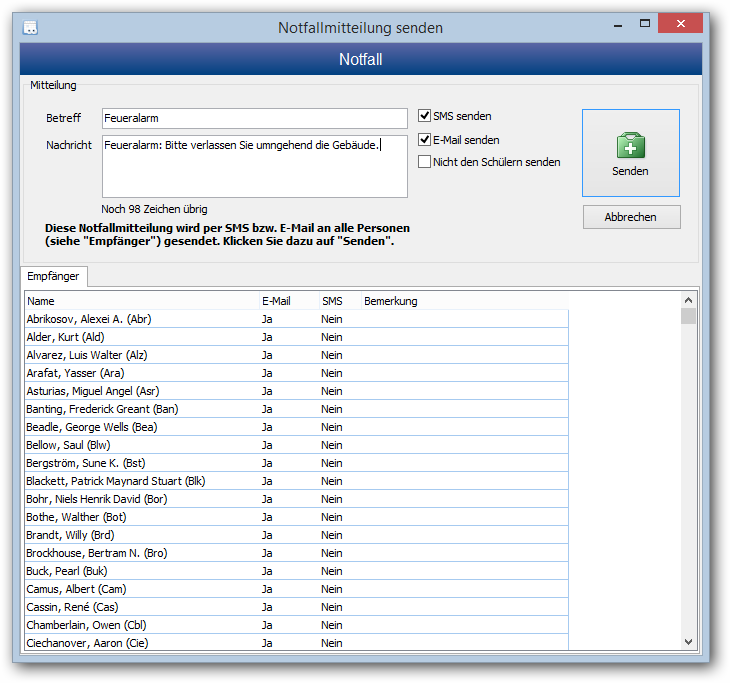 Notfallmitteilung senden
Notfall
Mitteilung
Betreff Feueralarm
Nachricht Feueralarm: Bitte verlassen Sie umngehend die Gebäude.
SMS senden
E-Mail senden
Nicht den Schülern senden
Senden
Abbrechen
Noch 98 Zeichen übrig
Diese Notfallmitteilung wird per SMS bzw. E-Mail an alle Personen
(siehe "Empfänger") gesendet. Klicken Sie dazu auf "Senden".
Empfänger
Name E-Mail SMS Bemerkung
Abrikosov, Alexei A. (Abr) Ja Nein
Alder, Kurt (Ald) Ja Nein
Alvarez, Luis Walter (Alz) Ja Nein
Arafat, Yasser (Ara) Ja Nein
Asturias, Miguel Angel (Asr) Ja Nein
Banting, Frederick Greant (Ban) Ja Nein
Beadle, George Wells (Bea) Ja Nein
Bellow, Saul (Blw) Ja Nein
Bergström, Sune K. (Bst) Ja Nein
Blackett, Patrick Maynard Stuart (Blk) Ja Nein
Bohr, Niels Henrik David (Bor) Ja Nein
Bothe, Walther (Bot) Ja Nein
Brandt, Willy (Brd) Ja Nein
Brockhouse, Bertram N. (Bro) Ja Nein
Buck, Pearl (Buk) Ja Nein
Camus, Albert (Cam) Ja Nein
Cassin, René (Cas) Ja Nein
Chamberlain, Owen (Cbl) Ja Nein
Ciechanover, Aaron (Cie) Ja Nein